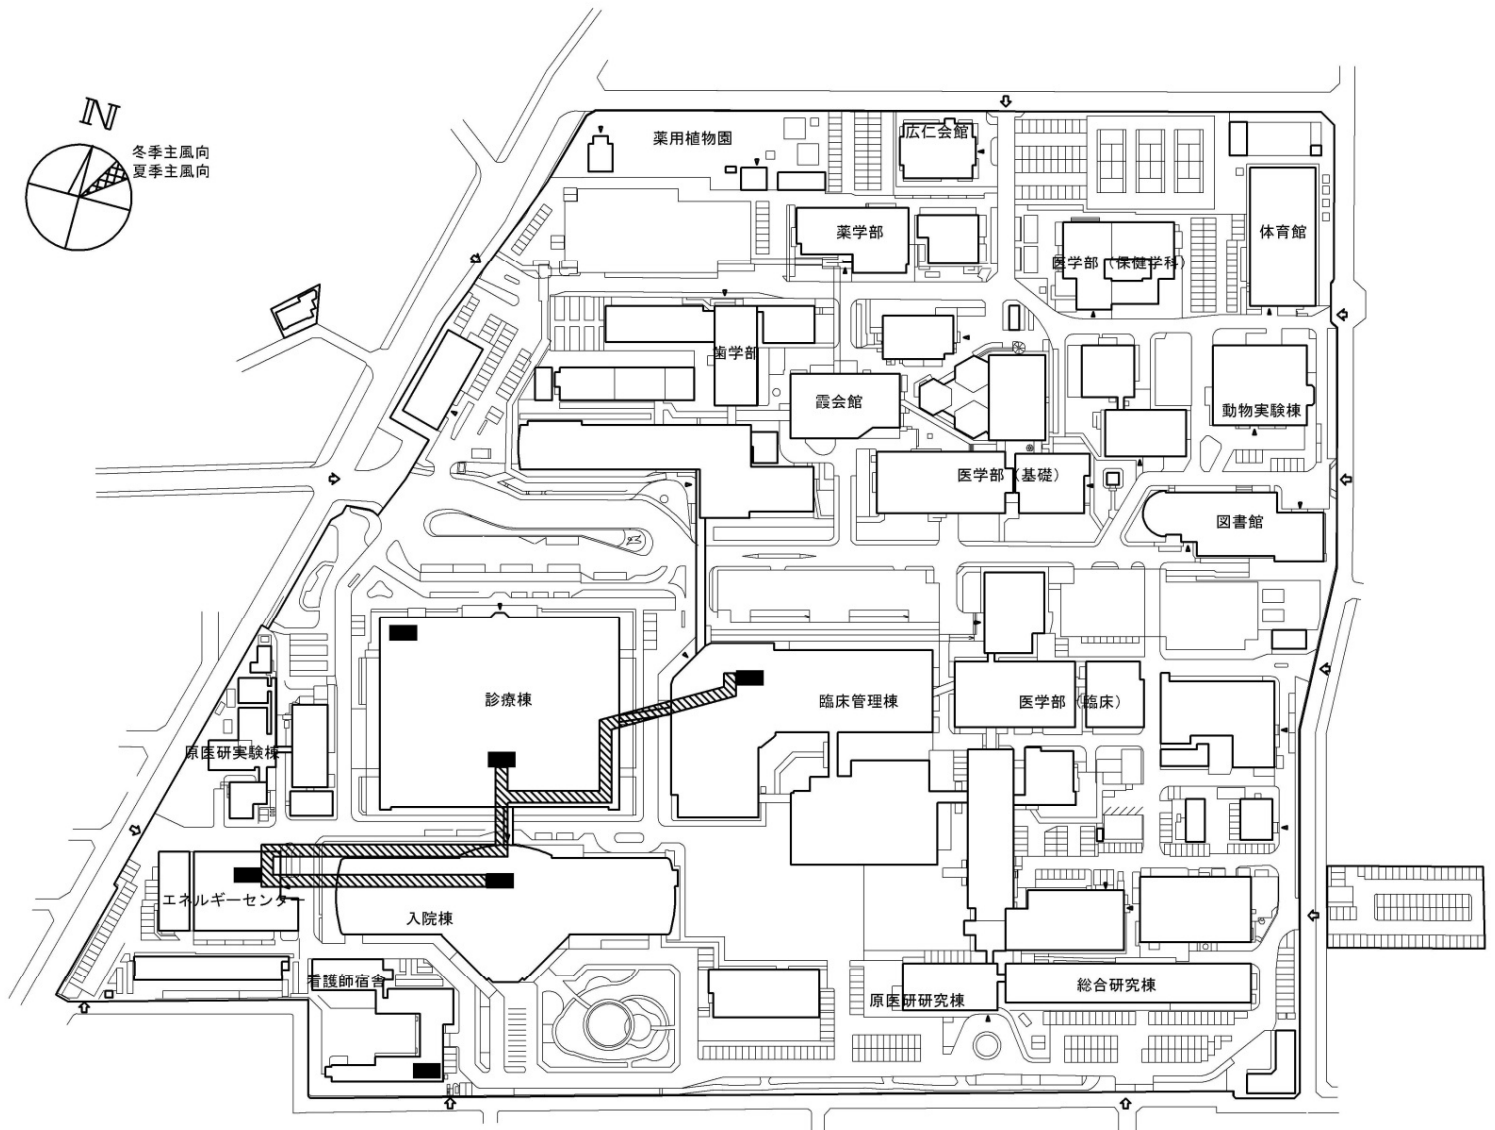 N
冬季主風向
夏季主風向
薬用植物園
広仁会館
薬学部
医学部（保健学科）
体育館
歯学部
霞会館
動物実験棟
医学部（基礎）
図書館
診療棟
臨床管理棟
医学部（臨床）
原医研実験棟
エネルギーセンター
入院棟
看護師宿舎
原医研研究棟
総合研究棟